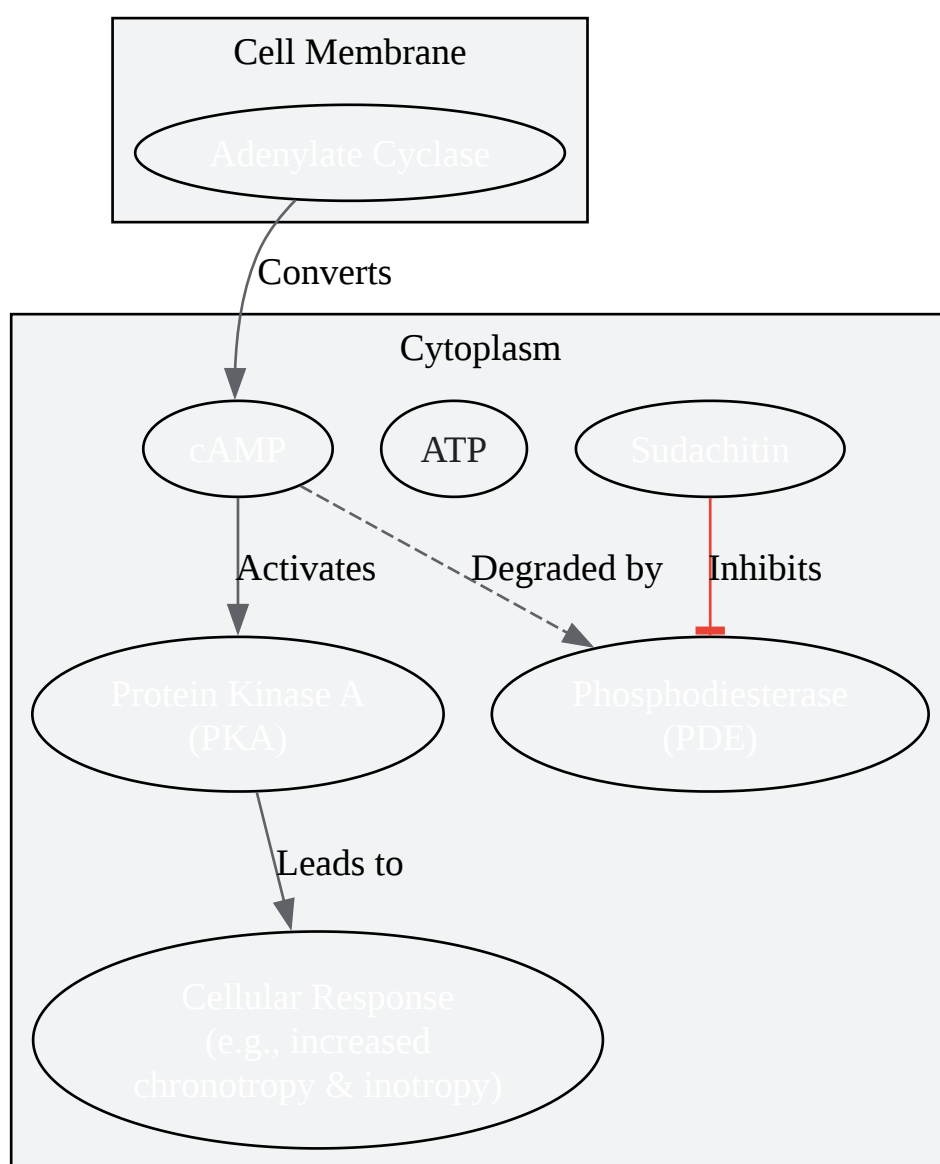 Cell Membrane
Adenylate Cyclase
Converts
Cytoplasm
cAMP
ATP
Sudachitin
Activates
Degraded by
Inhibits
Protein Kinase A
(PKA)
Phosphodiesterase
(PDE)
Leads to
Cellular Response
(e.g., increased
chronotropy & inotropy)